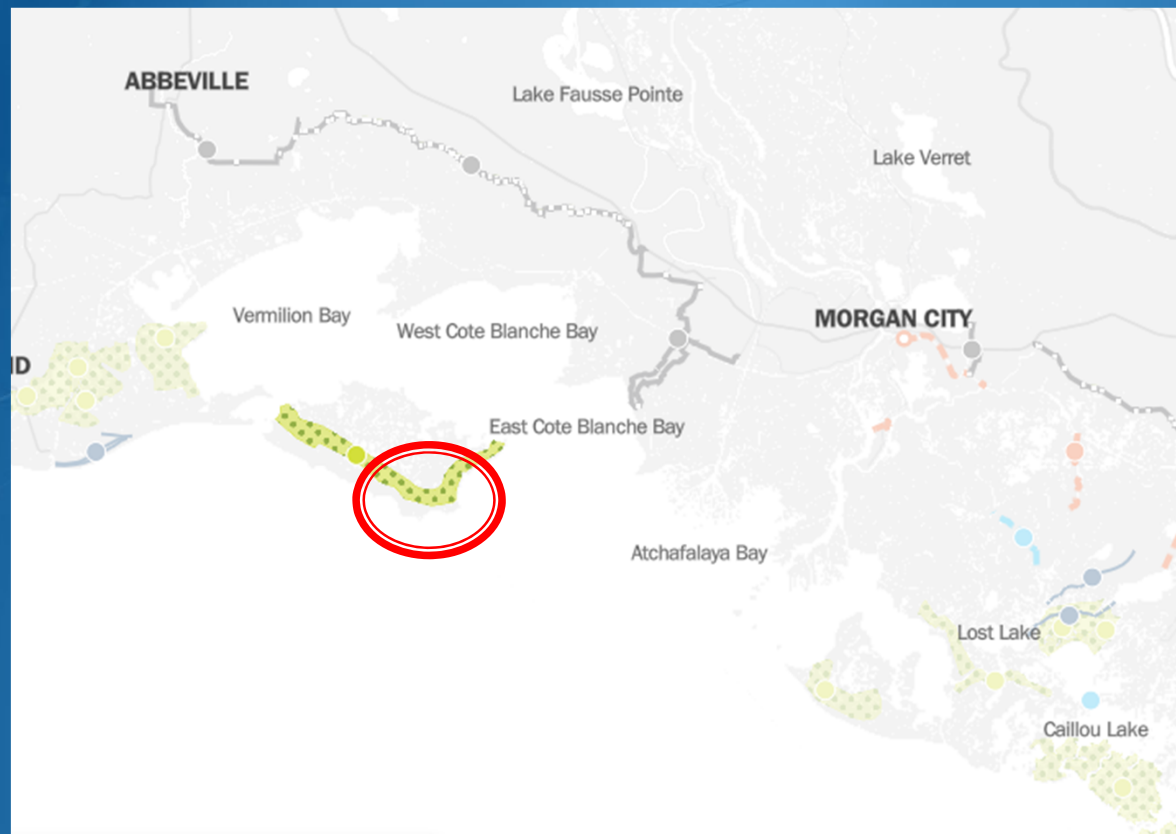 ABBEVILLE
Lake Fausse Pointe
Lake Verret
Vermilion Bay
West Cote Blanche Bay
MORGAN CITY
ID
East Cote Blanche Bay
Atchafalaya Bay
Lost Lake
Caillou Lake